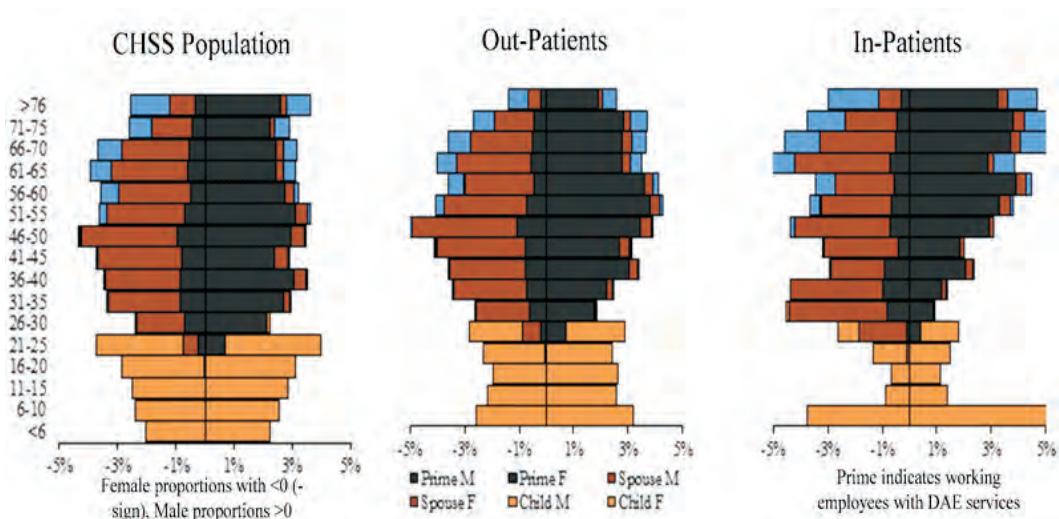 CHSS Population
Out-Patients
In-Patients
>76
71-75
66-70
61-65
56-60
51-55
46-50
41-45
36-40
31-35
26-30
21-25
16-20
11-15
6-10
<6
-5% -3% -1% 1% 3% 5%
-5% -3% -1% 1% 3% 5%
-5% -3% -1% 1% 3% 5%
Female proportions with <0 (-
sign), Male proportions >0
Prime M Prime F Spouse M
Spouse F Child M Child F
Prime indicates working
employees with DAE services